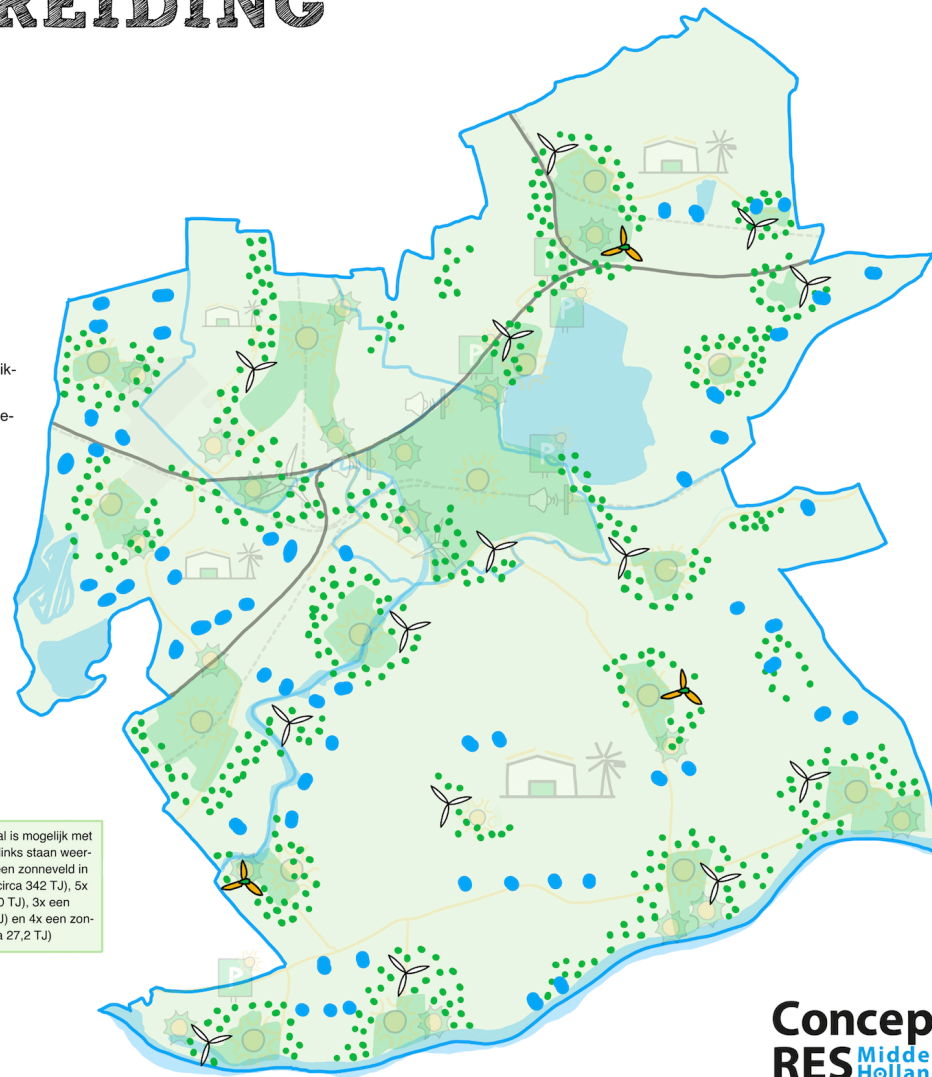 REIDING
ik-
e-
al is mogelijk met
links staan weer-
een zonneveld in
circa 342 TJ), 5x
0 TJ), 3x een
J) en 4x een zon-
a 27,2 TJ)
P
P
P
P
P
Concep
RES Midde
Hollan